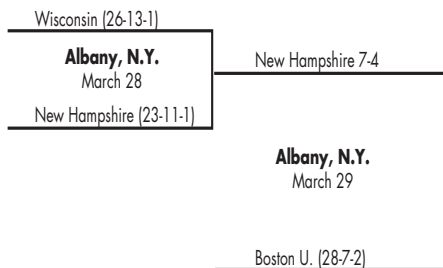 Wisconsin (26-13-1)
Albany, N.Y.
March 28
New Hampshire (23-11-1)
New Hampshire 7-4
Albany, N.Y.
March 29
Boston U. (28-7-2)